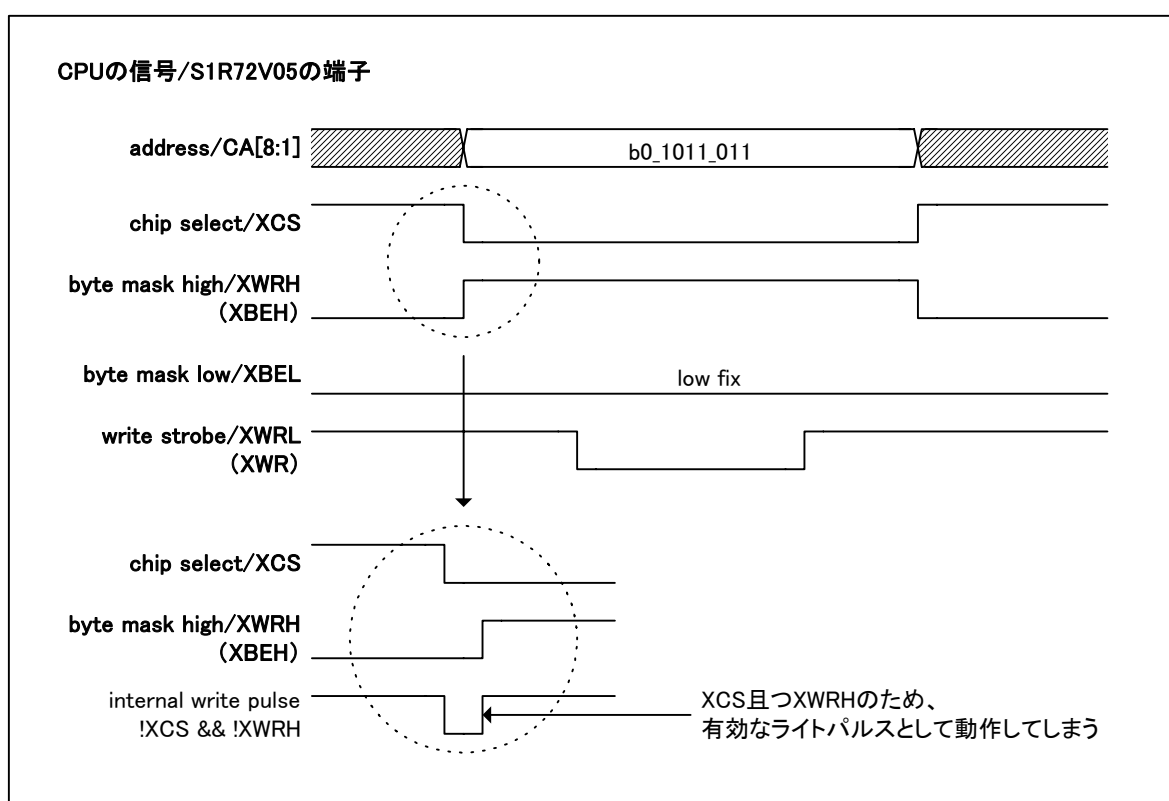 CPUの信号/S1R72V05の端子
address/CA[8:1]
b0_1011_011
chip select/XCS
byte mask high/XWRH
(XBEH)
byte mask low/XBEL
low fix
write strobe/XWRL
(XWR)
chip select/XCS
byte mask high/XWRH
(XBEH)
internal write pulse
!XCS && !XWRH
XCS且つXWRHのため、
有効なライトパルスとして動作してしまう